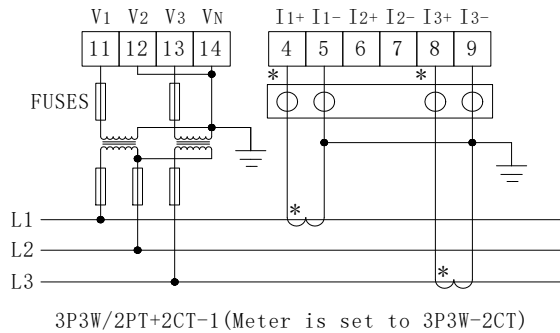 V1 V2 V3 VN I1+ I1- I2+ I2- I3+ I3-
11 12 13 14 4 5 6 7 8 9
* *
FUSES
*
L1
L2
L3 *
3P3W/2PT+2CT-1(Meter is set to 3P3W-2CT)